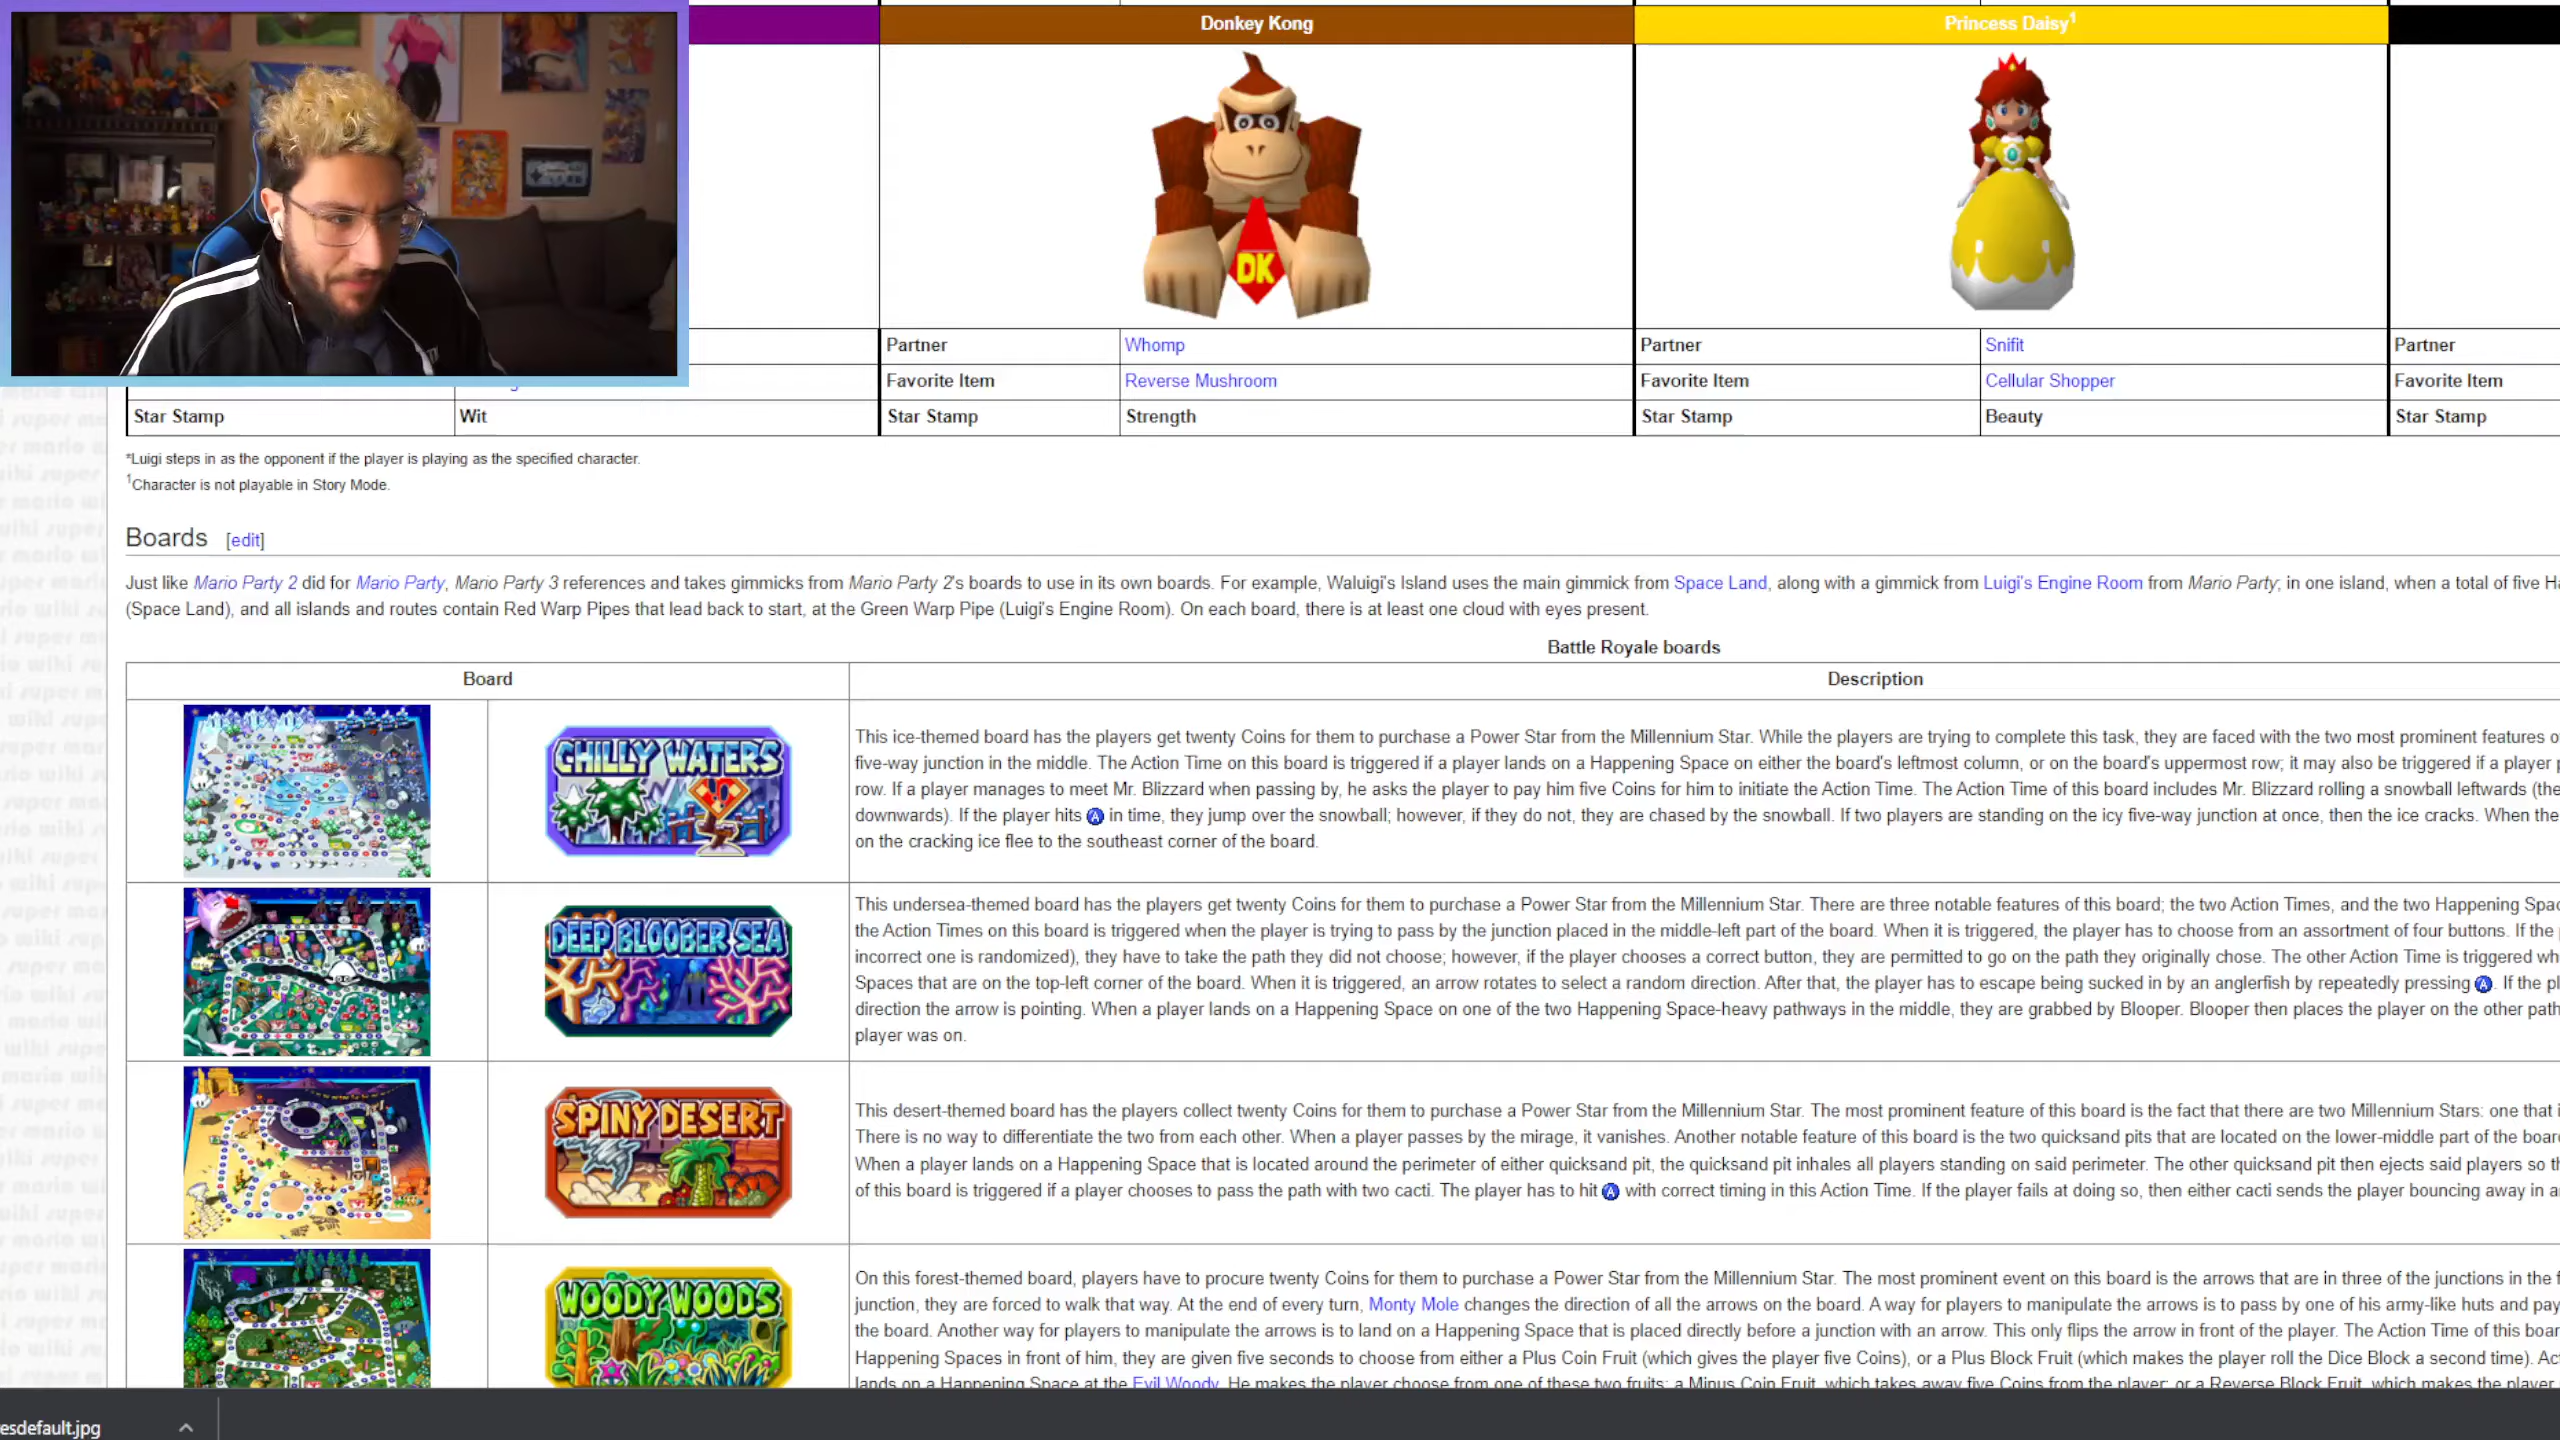 Donkey Kong
Princess Daisy1
DK
Partner Whomp Partner Snifit Partner
Favorite Item Reverse Mushroom Favorite Item Cellular Shopper Favorite Item
Star Stamp Wit Star Stamp Strength Star Stamp Beauty Star Stamp
*Luigi steps in as the opponent if the player is playing as the specified character.
1Character is not playable in Story Mode.
Boards [edit]
Just like Mario Party 2 did for Mario Party, Mario Party 3 references and takes gimmicks from Mario Party 2's boards to use in its own boards. For example, Waluigi's Island uses the main gimmick from Space Land, along with a gimmick from Luigi's Engine Room from Mario Party; in one island, when a total of five Ha
(Space Land), and all islands and routes contain Red Warp Pipes that lead back to start, at the Green Warp Pipe (Luigi's Engine Room). On each board, there is at least one cloud with eyes present.
Battle Royale boards
Board Description
CHILLY WATERS
This ice-themed board has the players get twenty Coins for them to purchase a Power Star from the Millennium Star. While the players are trying to complete this task, they are faced with the two most prominent features o
five-way junction in the middle. The Action Time on this board is triggered if a player lands on a Happening Space on either the board's leftmost column, or on the board's uppermost row; it may also be triggered if a player p
row. If a player manages to meet Mr. Blizzard when passing by, he asks the player to pay him five Coins for him to initiate the Action Time. The Action Time of this board includes Mr. Blizzard rolling a snowball leftwards (the
downwards). If the player hits A in time, they jump over the snowball; however, if they do not, they are chased by the snowball. If two players are standing on the icy five-way junction at once, then the ice cracks. When the
on the cracking ice flee to the southeast corner of the board.
DEEP BLOOBER SEA
This undersea-themed board has the players get twenty Coins for them to purchase a Power Star from the Millennium Star. There are three notable features of this board; the two Action Times, and the two Happening Spac
the Action Times on this board is triggered when the player is trying to pass by the junction placed in the middle-left part of the board. When it is triggered, the player has to choose from an assortment of four buttons. If the p
incorrect one is randomized), they have to take the path they did not choose; however, if the player chooses a correct button, they are permitted to go on the path they originally chose. The other Action Time is triggered wh
Spaces that are on the top-left corner of the board. When it is triggered, an arrow rotates to select a random direction. After that, the player has to escape being sucked in by an anglerfish by repeatedly pressing A. If the pl
direction the arrow is pointing. When a player lands on a Happening Space on one of the two Happening Space-heavy pathways in the middle, they are grabbed by Blooper. Blooper then places the player on the other path
player was on.
SPINY DESERT
This desert-themed board has the players collect twenty Coins for them to purchase a Power Star from the Millennium Star. The most prominent feature of this board is the fact that there are two Millennium Stars: one that i
There is no way to differentiate the two from each other. When a player passes by the mirage, it vanishes. Another notable feature of this board is the two quicksand pits that are located on the lower-middle part of the boar
When a player lands on a Happening Space that is located around the perimeter of either quicksand pit, the quicksand pit inhales all players standing on said perimeter. The other quicksand pit then ejects said players so th
of this board is triggered if a player chooses to pass the path with two cacti. The player has to hit A with correct timing in this Action Time. If the player fails at doing so, then either cacti sends the player bouncing away in a
WOODY WOODS
On this forest-themed board, players have to procure twenty Coins for them to purchase a Power Star from the Millennium Star. The most prominent event on this board is the arrows that are in three of the junctions in the f
junction, they are forced to walk that way. At the end of every turn, Monty Mole changes the direction of all the arrows on the board. A way for players to manipulate the arrows is to pass by one of his army-like huts and pay
the board. Another way for players to manipulate the arrows is to land on a Happening Space that is placed directly before a junction with an arrow. This only flips the arrow in front of the player. The Action Time of this boar
Happening Spaces in front of him, they are given five seconds to choose from either a Plus Coin Fruit (which gives the player five Coins), or a Plus Block Fruit (which makes the player roll the Dice Block a second time). Ac
lands on a Happening Space at the Evil Woody. He makes the player choose from one of these two fruits: a Minus Coin Fruit, which takes away five Coins from the player; or a Reverse Block Fruit, which makes the player
esdefault.jpg